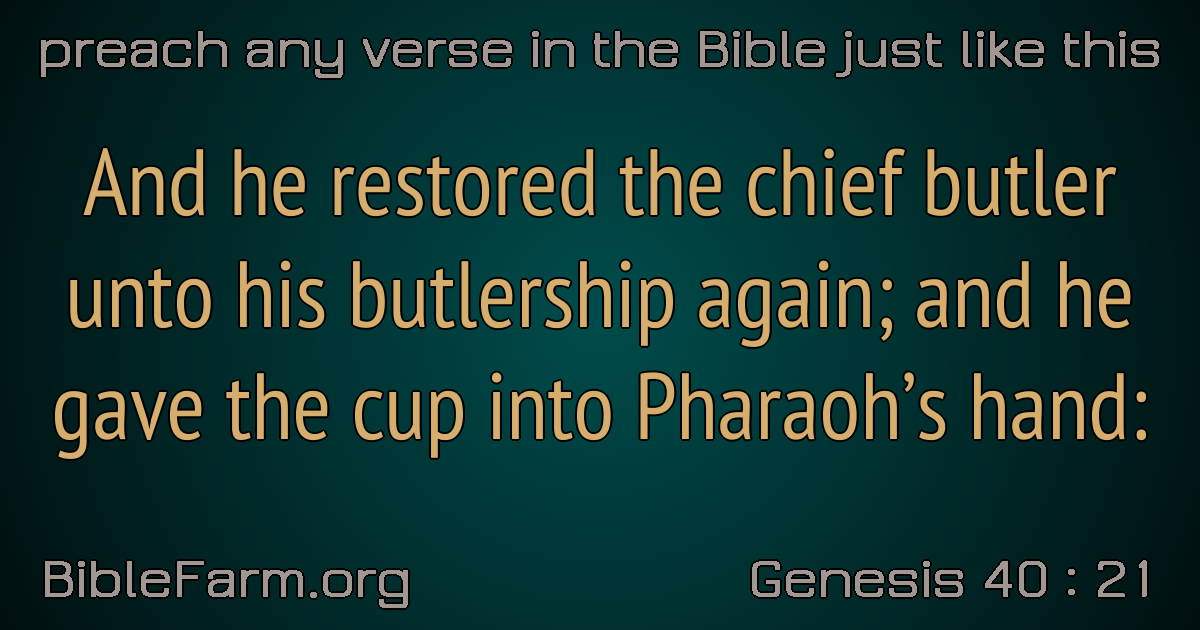 preach any verse in the Bible just like this
And he restored the chief butler
unto his butlership again; and he
gave the cup into Pharaoh’s hand:
BibleFarm.org
Genesis 40 : 21